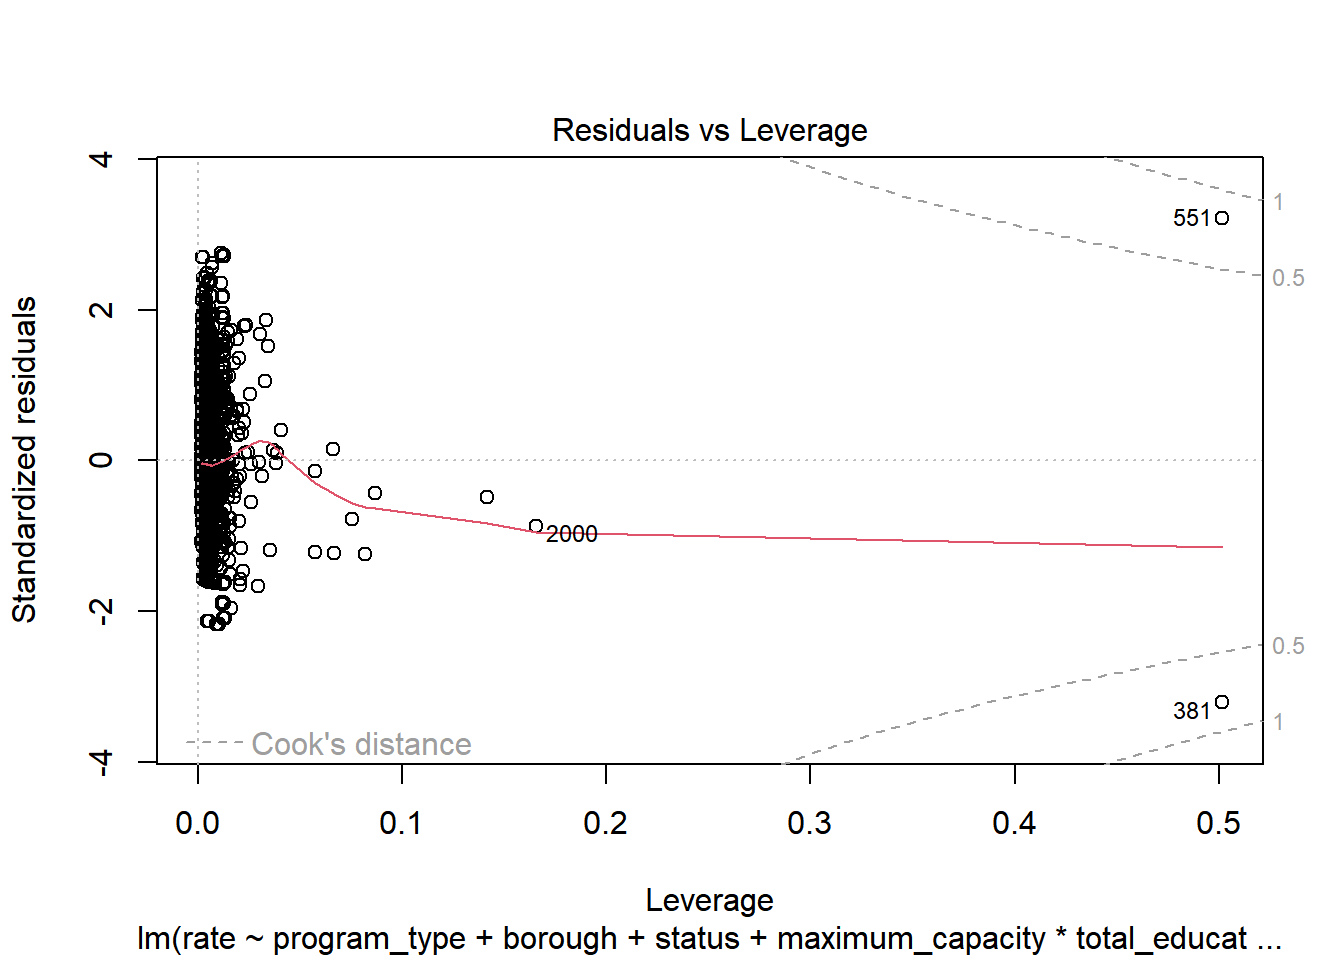 Residuals vs Leverage
Standardized residuals
4
2
0
-2
-4
1
0.5
0.5
1
551
2000
381
Cook's distance
0.0 0.1 0.2 0.3 0.4 0.5
Leverage
lm(rate ~ program_type + borough + status + maximum_capacity * total_educat ...